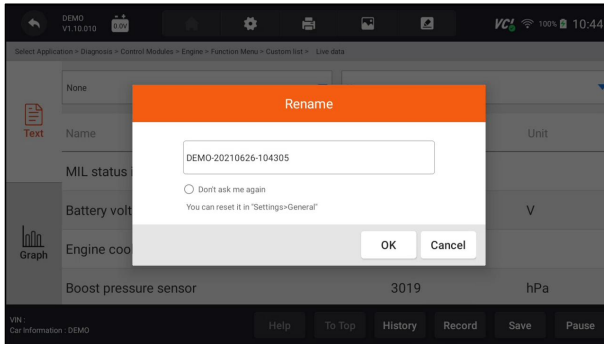 DEMO
V1.10.010
0.0V
VCI
100%
10:44
Select Application > Diagnosis > Control Modules > Engine > Function Menu > Custom list > Live data
None
Rename
Text
Name
Unit
DEMO-20210626-104305
MIL status i
Don't ask me again
You can reset it in "Settings>General"
Battery volt
V
OK
Cancel
Engine coo
Graph
Boost pressure sensor
3019
hPa
VIN :
Car Information : DEMO
Help
To Top
History
Record
Save
Pause